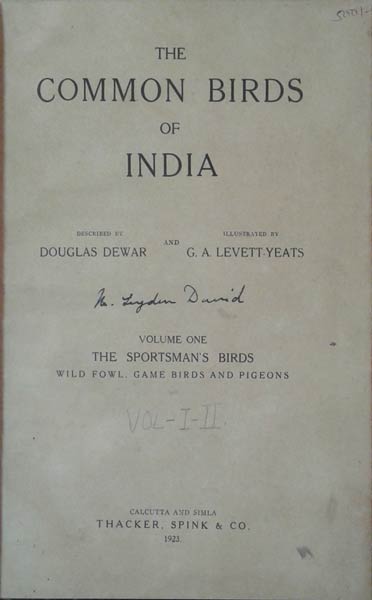 THE
COMMON BIRDS
OF
INDIA
DESCRIBED BY
DOUGLAS DEWAR
AND
ILLUSTRATED BY
G. A. LEVETT-YEATS
David
VOLUME ONE
THE SPORTSMAN'S BIRDS
WILD FOWL, GAME BIRDS AND PIGEONS
VOL-I-II.
CALCUTTA AND SIMLA
THACKER, SPINK & CO.
1923.